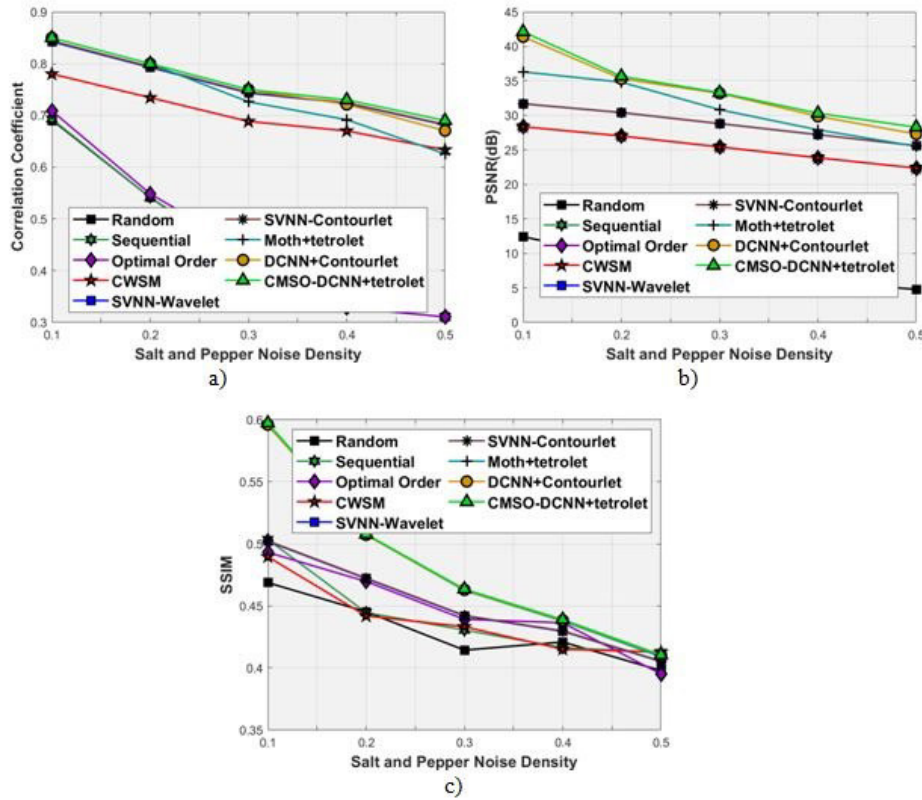 0.9
0.8
0.7
0.6
0.5
0.4
0.3
Correlation Coefficient
Random
Sequential
Optimal Order
CWSM
SVNN-Wavelet
SVNN-Contourlet
Moth+tetrolet
DCNN+Contourlet
CMSO-DCNN+tetrolet
0.1 0.2 0.3 0.4 0.5
Salt and Pepper Noise Density
a)
45
40
35
30
25
20
15
10
5
0
PSNR(dB)
Random
Sequential
Optimal Order
CWSM
SVNN-Wavelet
SVNN-Contourlet
Moth+tetrolet
DCNN+Contourlet
CMSO-DCNN+tetrolet
0.1 0.2 0.3 0.4 0.5
Salt and Pepper Noise Density
b)
0.6
0.55
0.5
0.45
0.4
0.35
SSIM
Random
Sequential
Optimal Order
CWSM
SVNN-Wavelet
SVNN-Contourlet
Moth+tetrolet
DCNN+Contourlet
CMSO-DCNN+tetrolet
0.1 0.2 0.3 0.4 0.5
Salt and Pepper Noise Density
c)